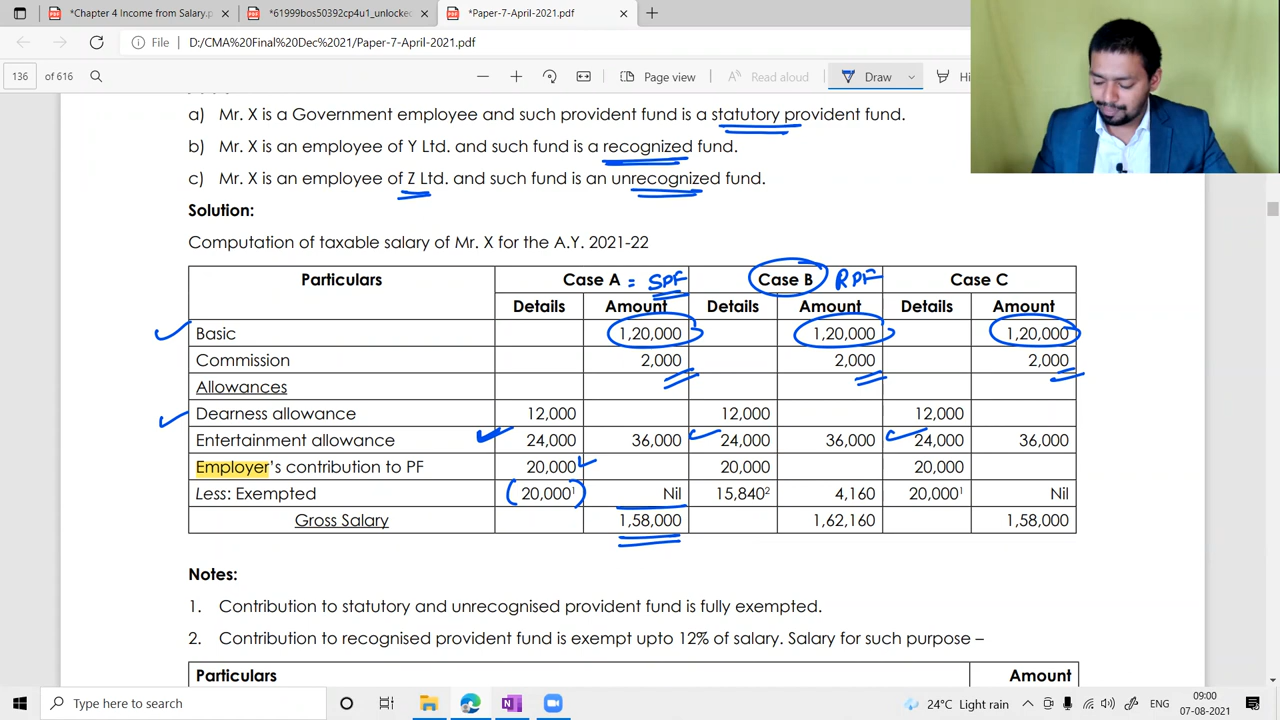 *Chapter 4 Income from Salary.p
*61999bos50392cp4u1_unlocked
*Paper-7-April-2021.pdf
File D:/CMA%20Final%20Dec%2021/Paper-7-April-2021.pdf
136 of 616 Page view Read aloud Draw Hi
a) Mr. X is a Government employee and such provident fund is a statutory provident fund.
b) Mr. X is an employee of Y Ltd. and such fund is a recognized fund.
c) Mr. X is an employee of Z Ltd. and such fund is an unrecognized fund.
Solution:
Computation of taxable salary of Mr. X for the A.Y. 2021-22
Particulars Case A = SPF Case B RPF Case C
Details Amount Details Amount Details Amount
Basic 1,20,000 1,20,000 1,20,000
Commission 2,000 2,000 2,000
Allowances
Dearness allowance 12,000 12,000 12,000
Entertainment allowance 24,000 36,000 24,000 36,000 24,000 36,000
Employer's contribution to PF 20,000 20,000 20,000
Less: Exempted (20,000¹) Nil 15,840² 4,160 20,000¹ Nil
Gross Salary 1,58,000 1,62,160 1,58,000
Notes:
1. Contribution to statutory and unrecognised provident fund is fully exempted.
2. Contribution to recognised provident fund is exempt upto 12% of salary. Salary for such purpose –
Particulars Amount
Type here to search
24°C Light rain ENG 09:00
07-08-2021